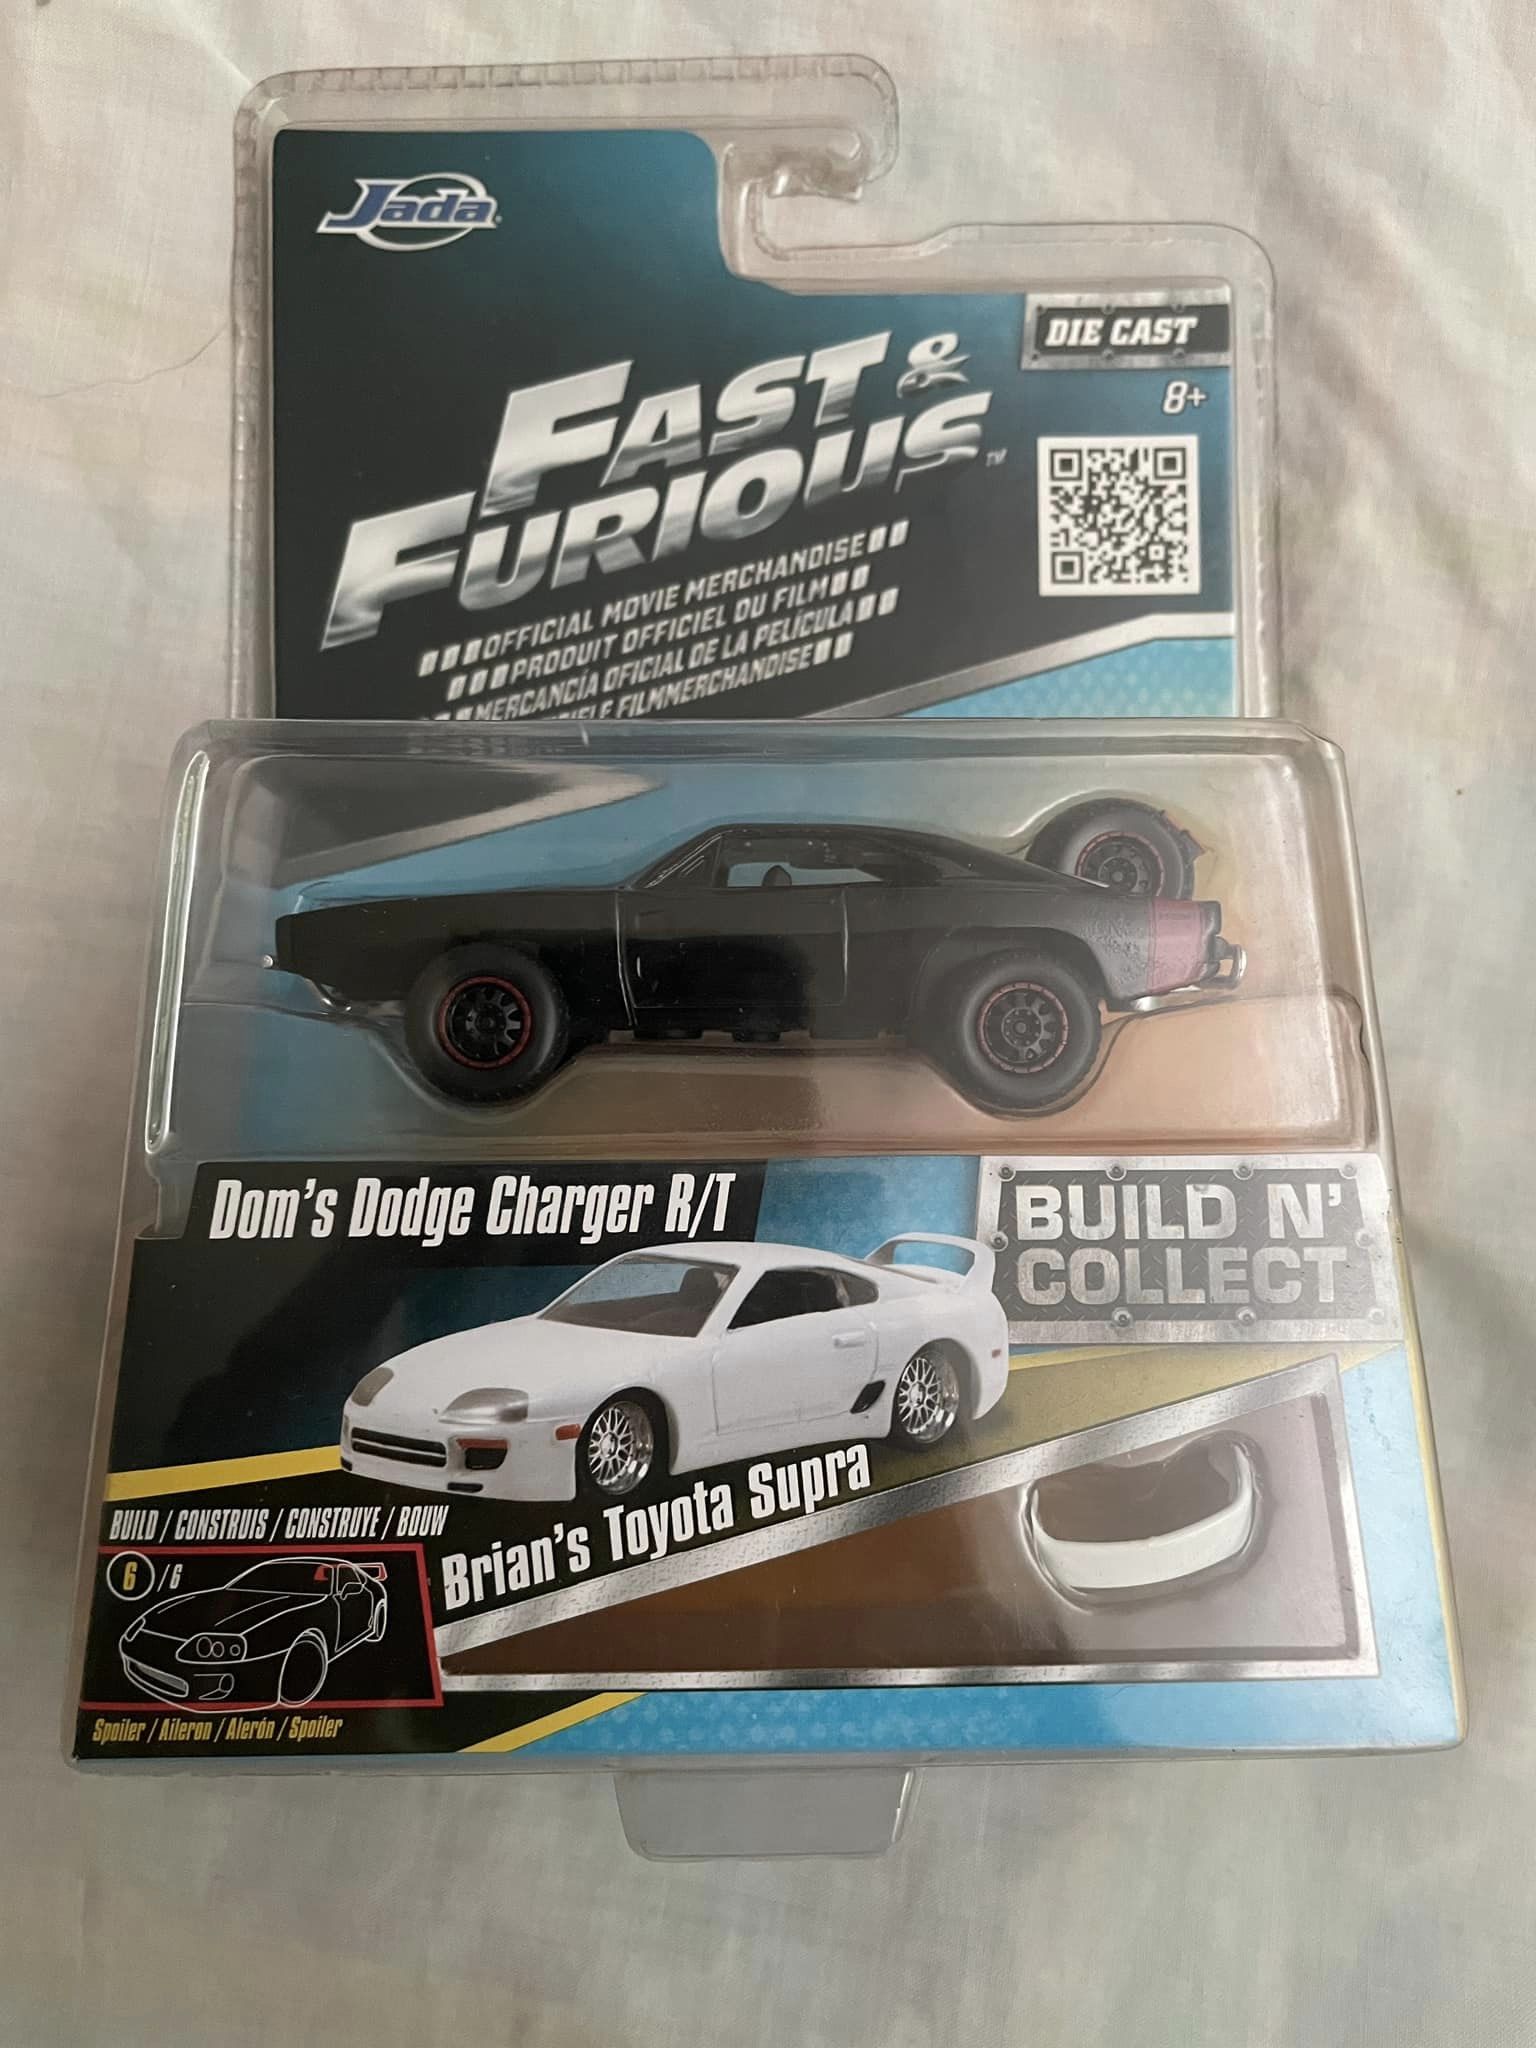 Jada
DIE CAST
8+
FAST &
FURIOUS™
OFFICIAL MOVIE MERCHANDISE
PRODUIT OFFICIEL DU FILM
MERCANCÍA OFICIAL DE LA PELÍCULA
FILMMERCHANDISE
Dom's Dodge Charger R/T
BUILD N'
COLLECT
Brian's Toyota Supra
BUILD / CONSTRUIS / CONSTRUYE / BOUW
6/6
Spoiler / Aileron / Alerón / Spoiler